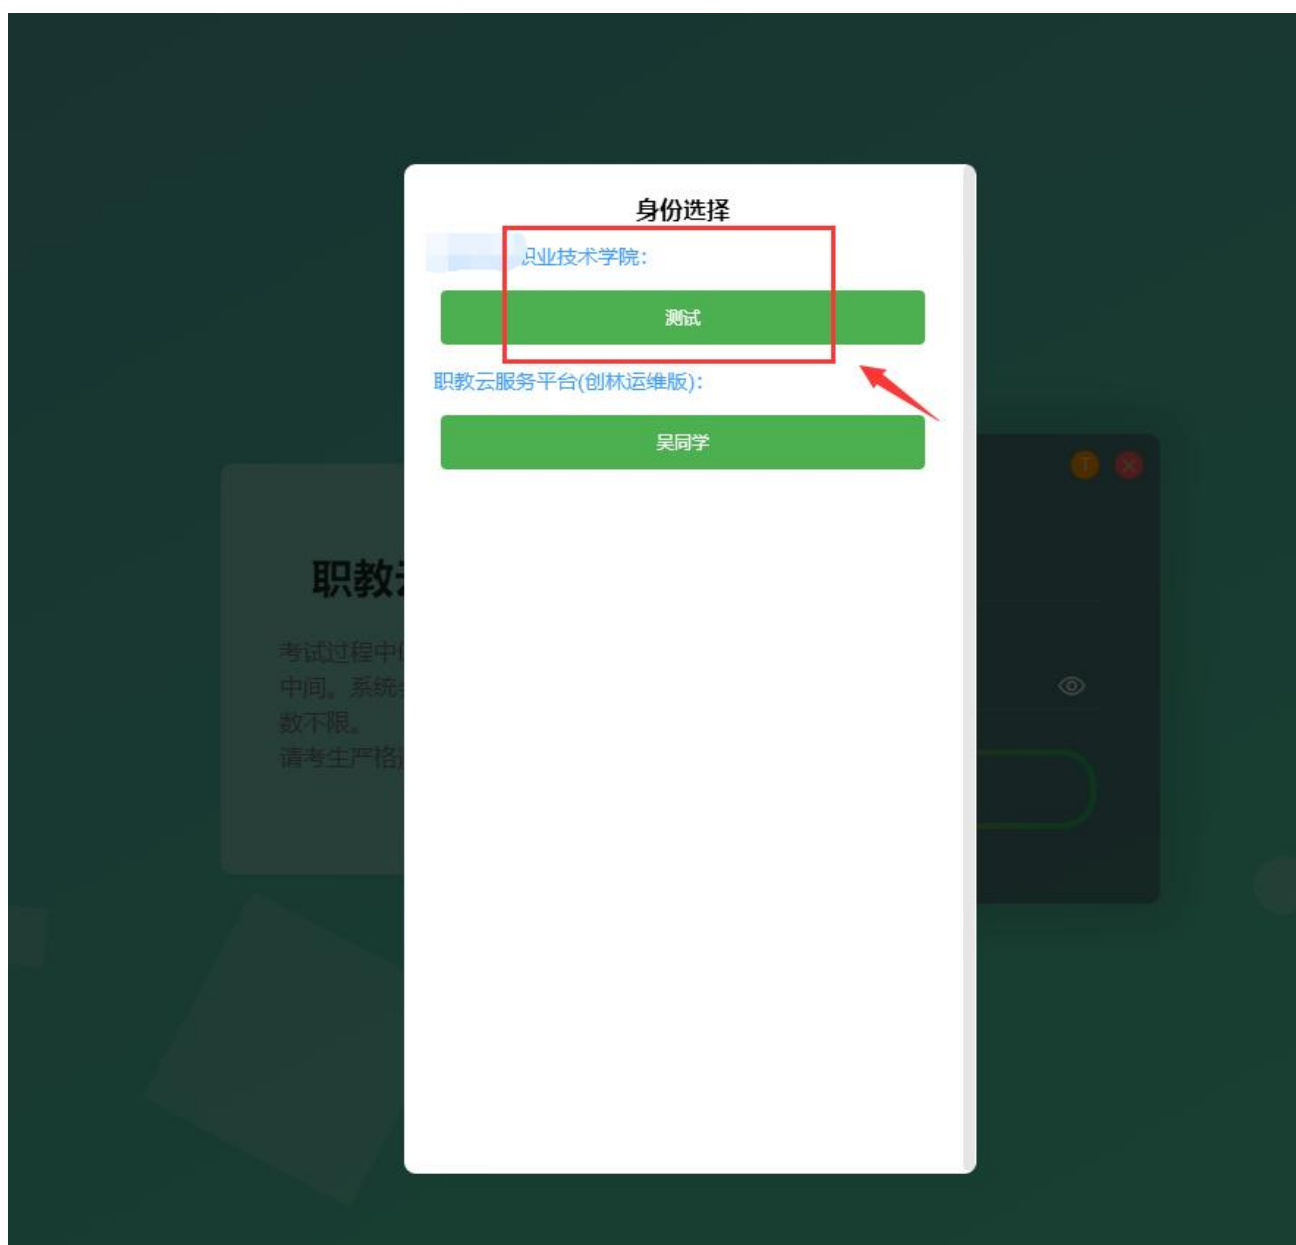 身份选择
职业技术学院：
测试
职教云服务平台(创林运维版)：
吴同学
职教
考试过程中
中间。系统
数不限。
请考生严格
T